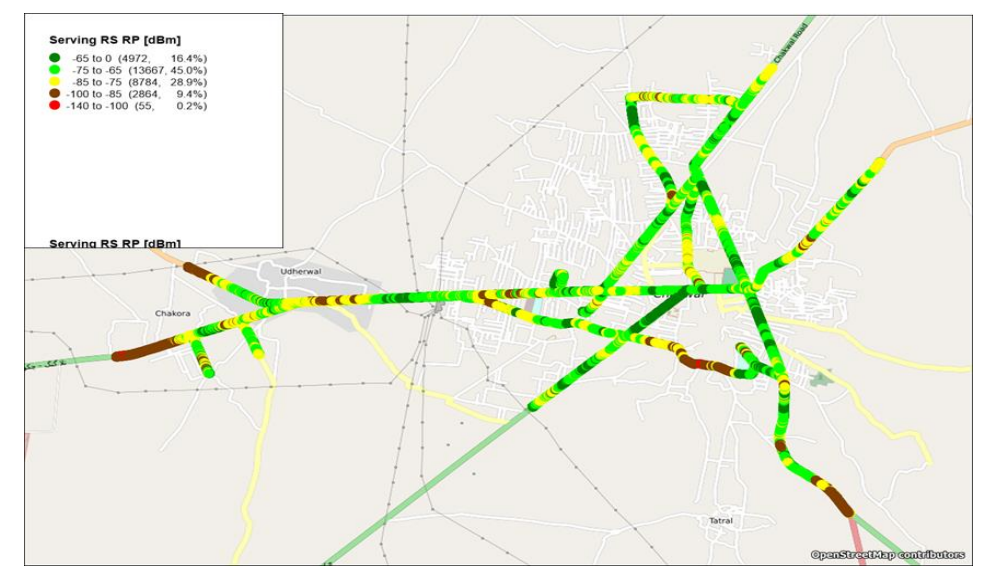 Serving RS RP [dBm]
-65 to 0 (4972, 16.4%)
-75 to -65 (13667, 45.0%)
-85 to -75 (8784, 28.9%)
-100 to -85 (2864, 9.4%)
-140 to -100 (55, 0.2%)
Serving RS RP [dBm]
Chakwal Road
Udherwal
Chakora
Tatral
OpenStreetMap contributors